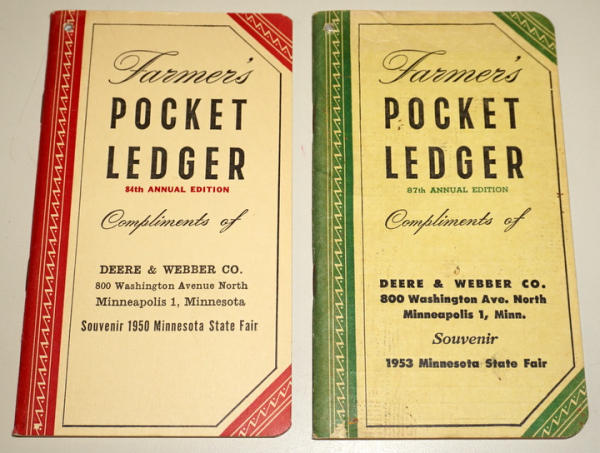 Farmer's
POCKET
LEDGER
84th ANNUAL EDITION
Compliments of
DEERE & WEBBER CO.
800 Washington Avenue North
Minneapolis 1, Minnesota
Souvenir 1950 Minnesota State Fair
Farmer's
POCKET
LEDGER
87th ANNUAL EDITION
Compliments of
DEERE & WEBBER CO.
800 Washington Ave. North
Minneapolis 1, Minn.
Souvenir
1953 Minnesota State Fair